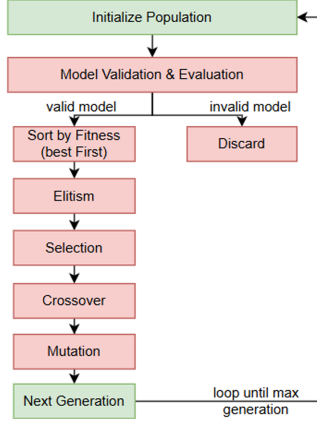 Initialize Population
Model Validation & Evaluation
valid model
invalid model
Sort by Fitness
(best First)
Discard
Elitism
Selection
Crossover
Mutation
Next Generation
loop until max
generation